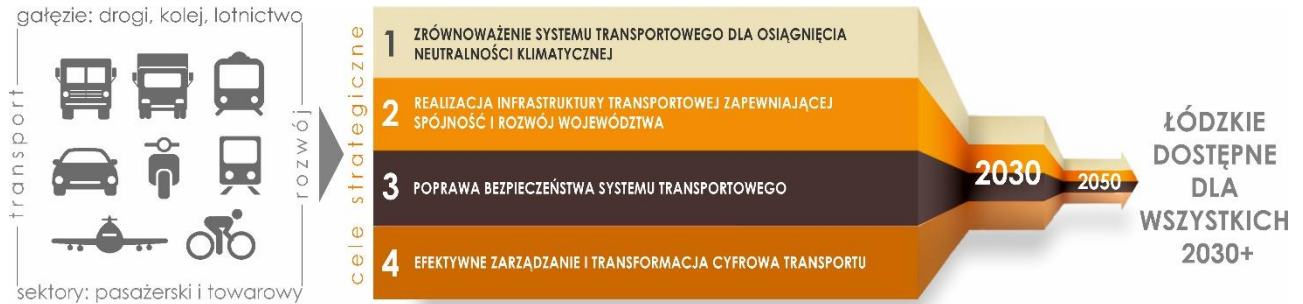 gałęzie: drogi, kolej, lotnictwo
transport
rozwój
sektory: pasażerski i towarowy
cele strategiczne
1 ZRÓWNOWAŻENIE SYSTEMU TRANSPORTOWEGO DLA OSIĄGNIĘCIA
NEUTRALNOŚCI KLIMATYCZNEJ
2 REALIZACJA INFRASTRUKTURY TRANSPORTOWEJ ZAPEWNIAJĄCEJ
SPÓJNOŚĆ I ROZWÓJ WOJEWÓDZTWA
3 POPRAWA BEZPIECZEŃSTWA SYSTEMU TRANSPORTOWEGO
4 EFEKTYWNE ZARZĄDZANIE I TRANSFORMACJA CYFROWA TRANSPORTU
2030
2050
ŁÓDZKIE
DOSTĘPNE
DLA
WSZYSTKICH
2030+